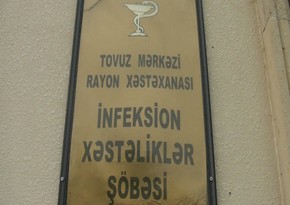 TOVUZ MƏRKƏZİ
RAYON XƏSTƏXANASI
İNFEKSİON
XƏSTƏLİKLƏR
ŞÖBƏSİ